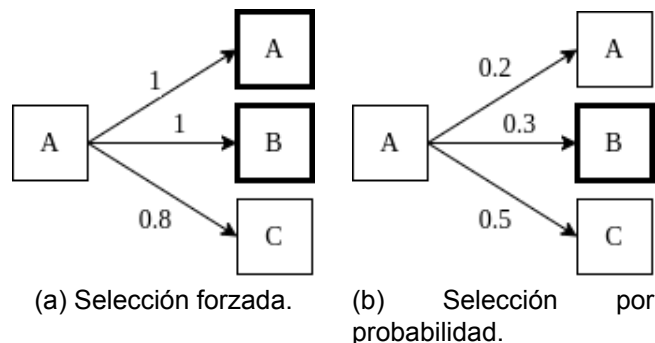 A
1
A
1
B
0.8
C
(a) Selección forzada.
A
0.2
A
0.3
B
0.5
C
(b) Selección por
probabilidad.